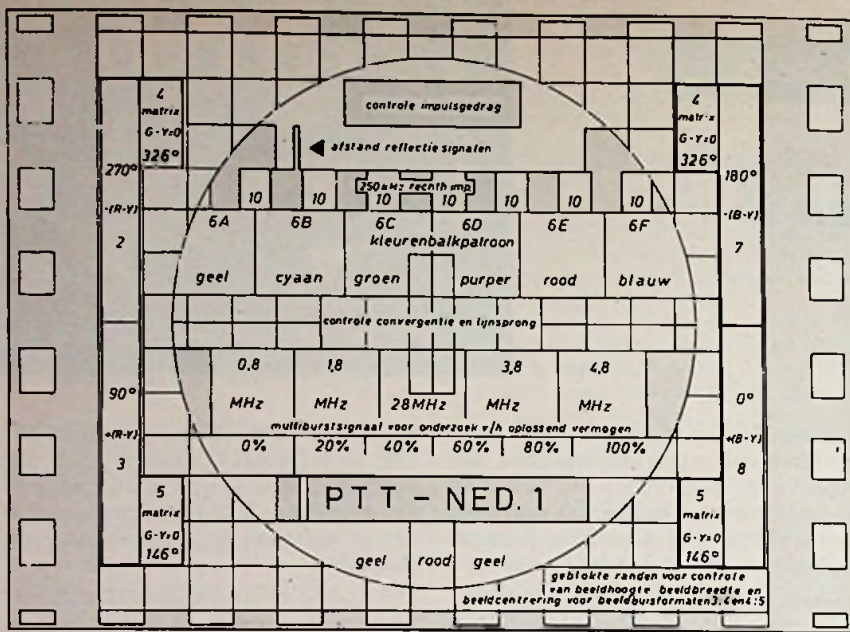 4
matrix
G-Y=0
326°
controle impulsgedrag
4
matrix
G-Y=0
326°
afstand reflectie signalen
270°
180°
250 kHz rechth imp.
10 10 10 10 10 10 10
-(R-Y)
-(B-Y)
6A 6B 6C 6D 6E 6F
2
kleurenbalkpatroon
7
geel cyaan groen purper rood blauw
controle convergentie en lijnsprong
0.8 1,8 3,8 4.8
90°
0°
MHz MHz 28MHz MHz MHz
multiburstsignaal voor onderzoek v/h oplossend vermogen
+(R-Y)
+(B-Y)
0% 20% 40% 60% 80% 100%
3
8
5
matrix
G-Y=0
146°
PTT-NED.1
5
matrix
G-Y=0
146°
geel rood geel
geblokte randen voor controle
van beeldhoogte beeldbreedte en
beeldcentrering voor beeldbuisformaten 3:4 en 4:5